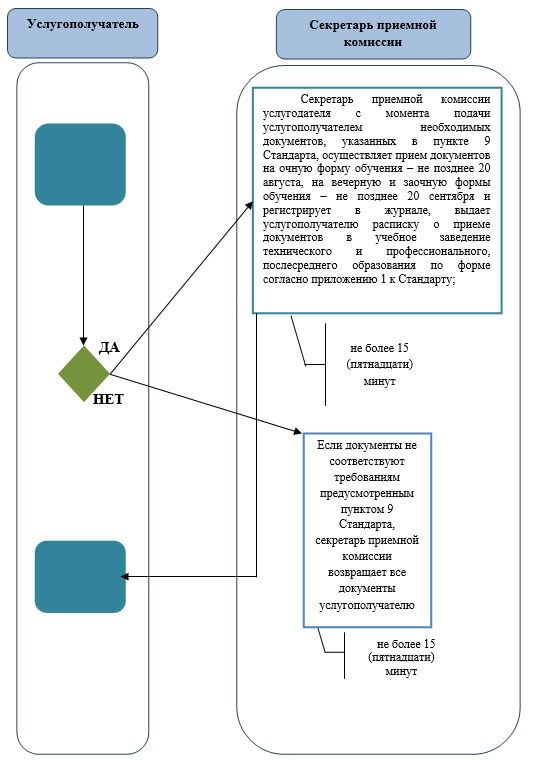 Услугополучатель
Секретарь приемной
комиссии
Секретарь приемной комиссии
услугодателя с момента подачи
услугополучателем необходимых
документов, указанных в пункте 9
Стандарта, осуществляет прием документов
на очную форму обучения – не позднее 20
августа, на вечернюю и заочную формы
обучения – не позднее 20 сентября и
регистрирует в журнале, выдает
услугополучателю расписку о приеме
документов в учебное заведение
технического и профессионального,
послесреднего образования по форме
согласно приложению 1 к Стандарту;
ДА
НЕТ
не более 15
(пятнадцати)
минут
Если документы не
соответствуют
требованиям
предусмотренным
пунктом 9
Стандарта,
секретарь приемной
комиссии
возвращает все
документы
услугополучателю
не более 15
(пятнадцати)
минут